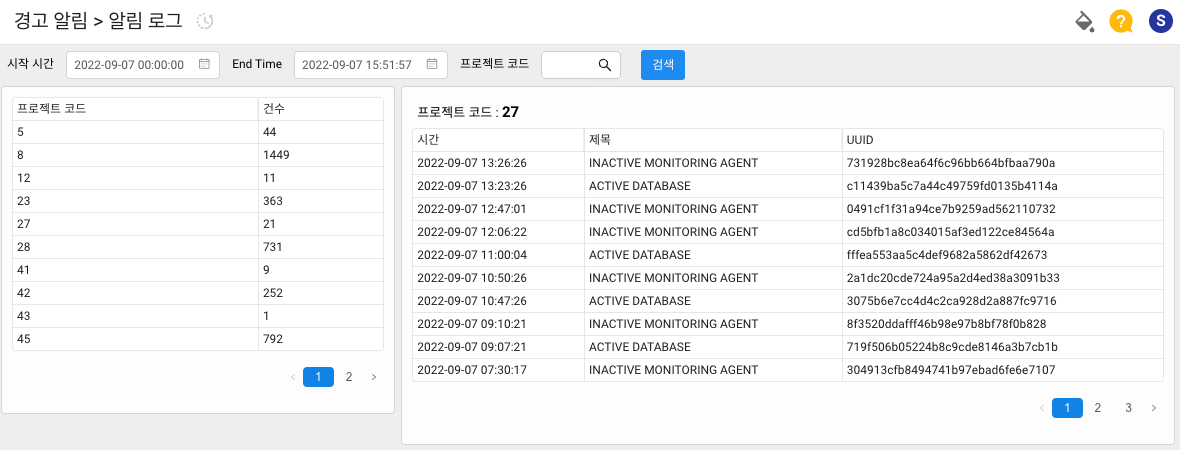 경고 알림 > 알림 로그
? S
시작 시간 2022-09-07 00:00:00 End Time 2022-09-07 15:51:57 프로젝트 코드 검색
프로젝트 코드 건수
5 44
8 1449
12 11
23 363
27 21
28 731
41 9
42 252
43 1
45 792
< 1 2 >
프로젝트 코드 : 27
시간 제목 UUID
2022-09-07 13:26:26 INACTIVE MONITORING AGENT 731928bc8ea64f6c96bb664bfbaa790a
2022-09-07 13:23:26 ACTIVE DATABASE c11439ba5c7a44c49759fd0135b4114a
2022-09-07 12:47:01 INACTIVE MONITORING AGENT 0491cf1f31a94ce7b9259ad562110732
2022-09-07 12:06:22 INACTIVE MONITORING AGENT cd5bfb1a8c034015af3ed122ce84564a
2022-09-07 11:00:04 ACTIVE DATABASE fffea553aa5c4def9682a5862df42673
2022-09-07 10:50:26 INACTIVE MONITORING AGENT 2a1dc20cde724a95a2d4ed38a3091b33
2022-09-07 10:47:26 ACTIVE DATABASE 3075b6e7cc4d4c2ca928d2a887fc9716
2022-09-07 09:10:21 INACTIVE MONITORING AGENT 8f3520ddafff46b98e97b8bf78f0b828
2022-09-07 09:07:21 ACTIVE DATABASE 719f506b05224b8c9cde8146a3b7cb1b
2022-09-07 07:30:17 INACTIVE MONITORING AGENT 304913cfb8494741b97ebad6fe6e7107
< 1 2 3 >